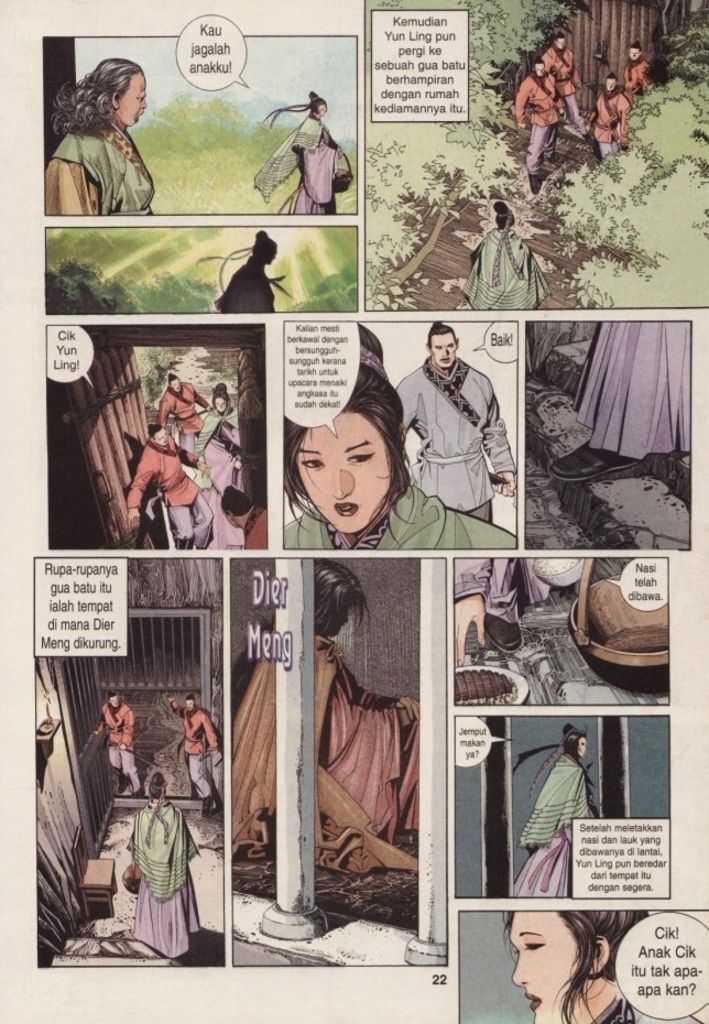 Kau
jagalah
anakku!
Kemudian
Yun Ling pun
pergi ke
sebuah gua batu
berhampiran
dengan rumah
kediamannya itu.
Cik
Yun
Ling!
Kalian mesti
berkawal dengan
bersungguh-
sungguh kerana
tarikh untuk
upacara menaiki
angkasa itu
sudah dekat!
Baik!
Rupa-rupanya
gua batu itu
ialah tempat
di mana Dier
Meng dikurung.
Dier
Meng
Nasi
telah
dibawa.
Jemput
makan
ya?
Setelah meletakkan
nasi dan lauk yang
dibawanya di lantai,
Yun Ling pun beredar
dari tempat itu
dengan segera.
Cik!
Anak Cik
itu tak apa-
apa kan?
22